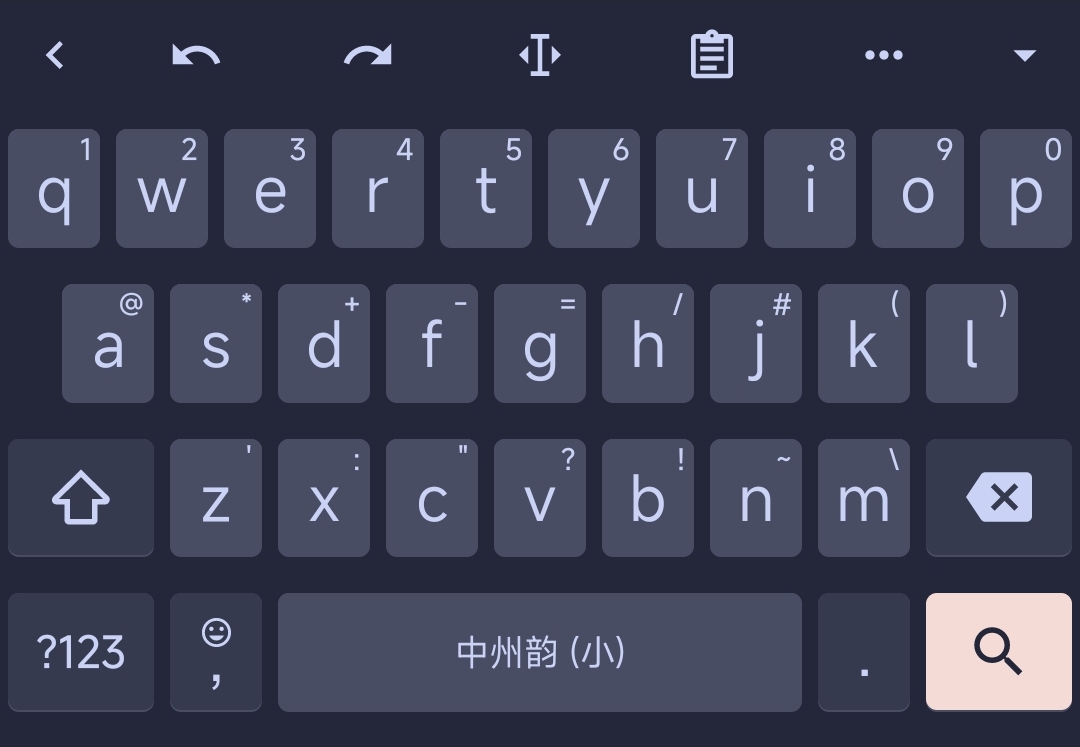 1 2 3 4 5 6 7 8 9 0
q w e r t y u i o p
@ * + - = / # ( )
a s d f g h j k l
' : " ? ! ~ \
z x c v b n m
?123 , 中州韵 (小) .